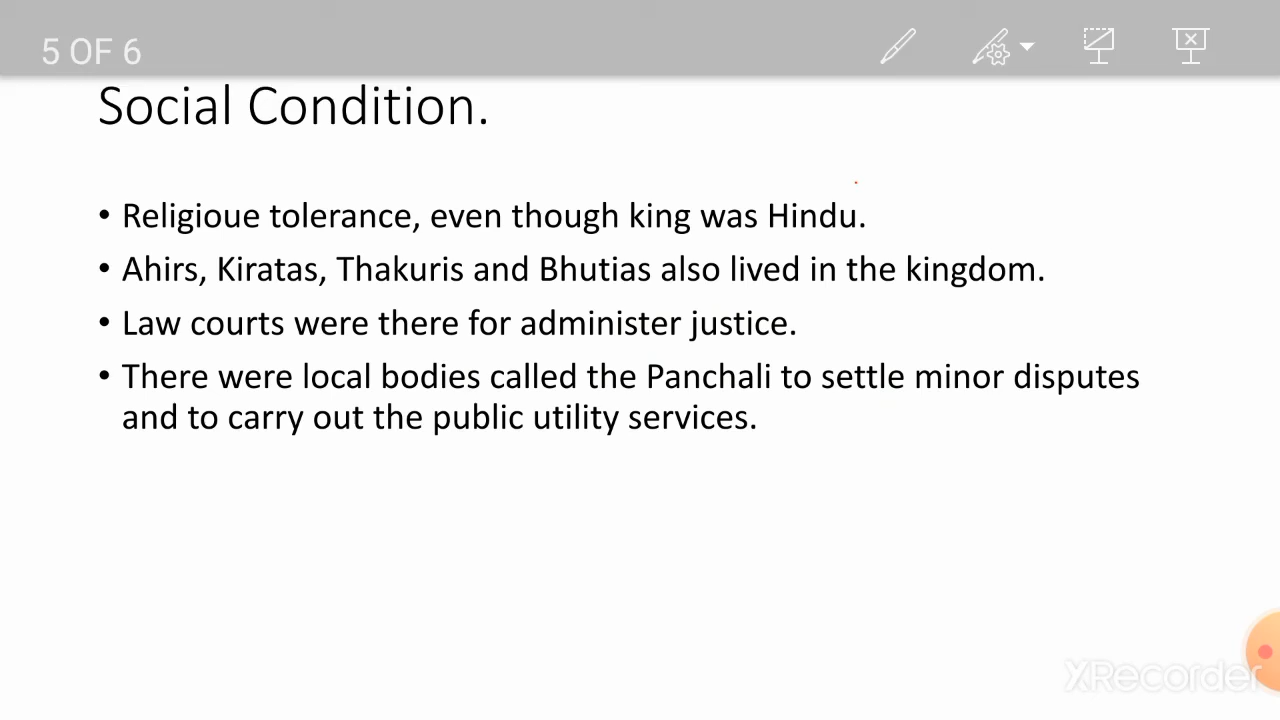 5 OF 6
Social Condition.
• Religioue tolerance, even though king was Hindu.
• Ahirs, Kiratas, Thakuris and Bhutias also lived in the kingdom.
• Law courts were there for administer justice.
• There were local bodies called the Panchali to settle minor disputes
and to carry out the public utility services.
XRecorder